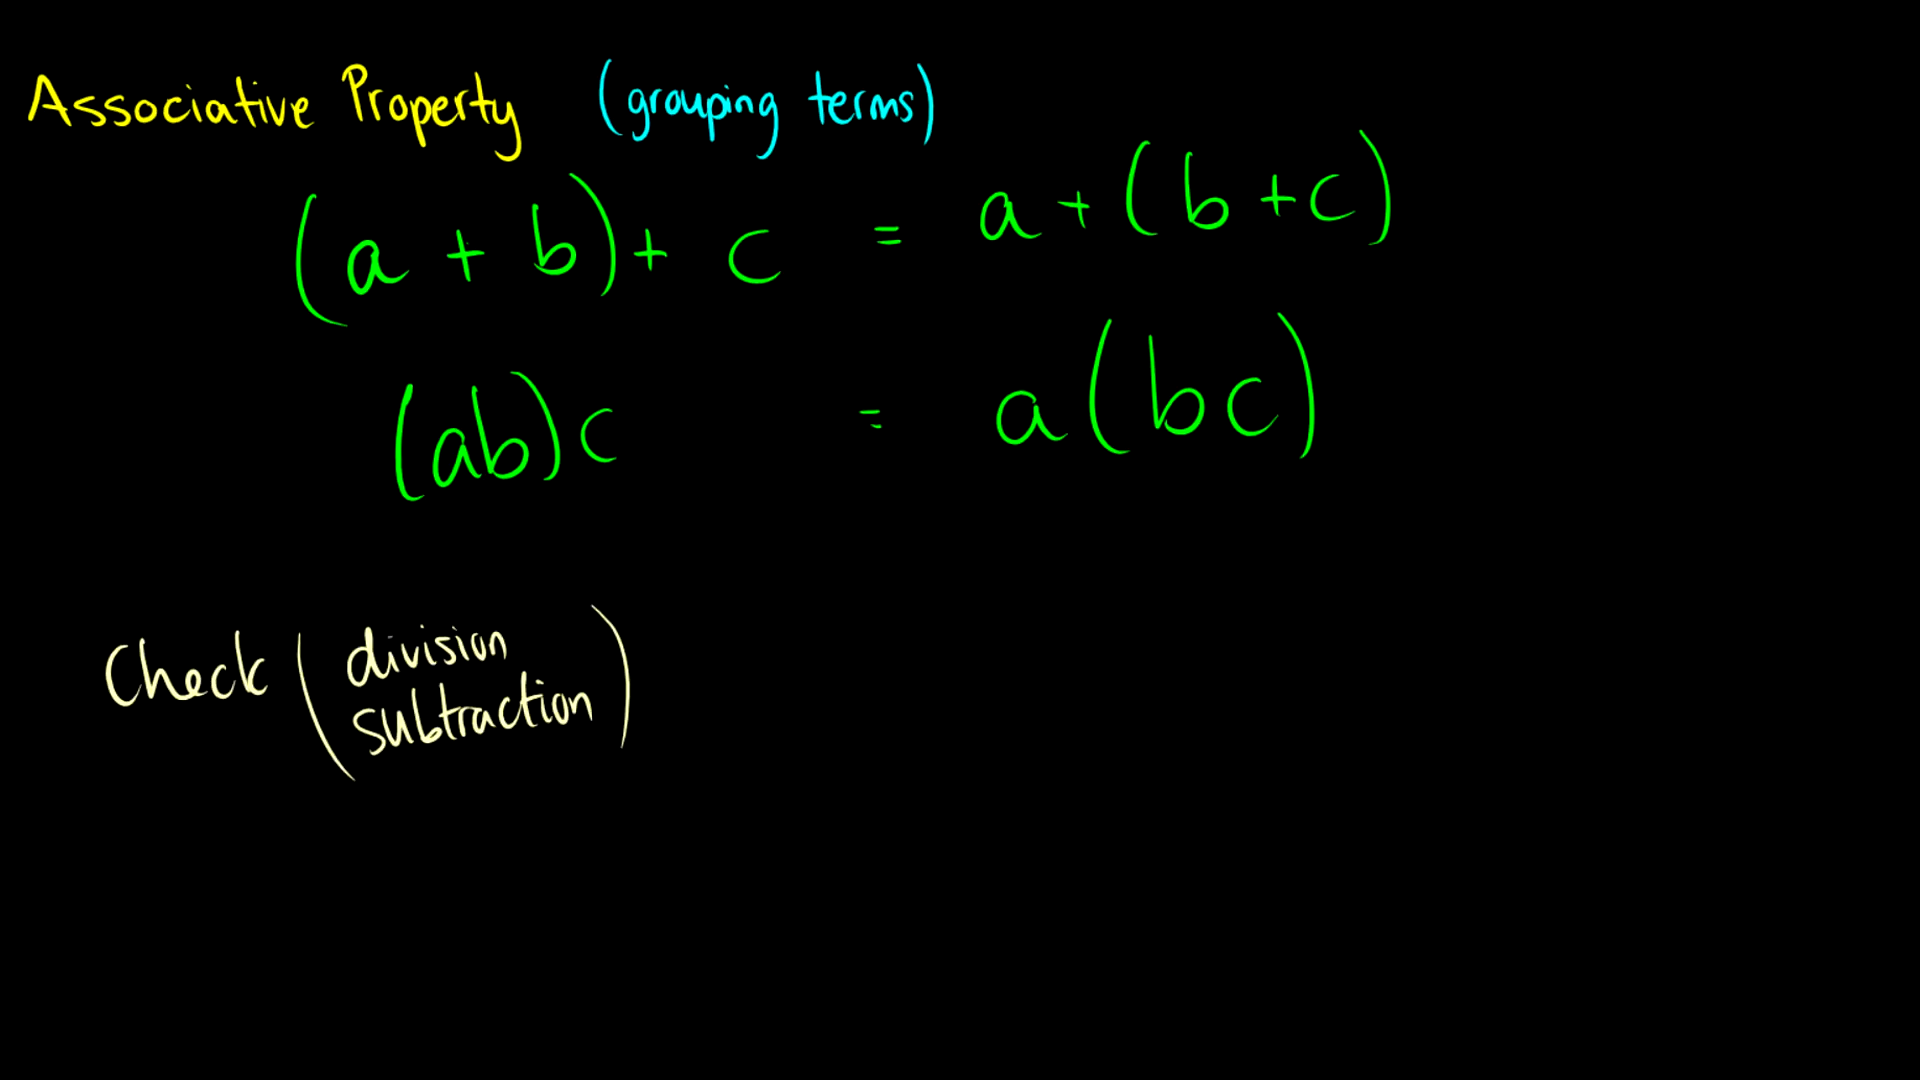 Associative Property (grouping terms)
(a + b) + c = a + (b + c)
(ab)c = a(bc)
Check (division
subtraction)